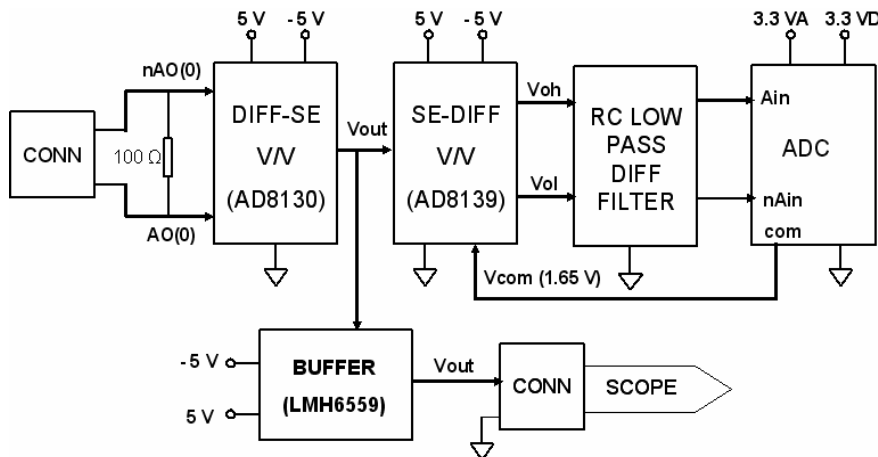 5 V
-5 V
5 V
-5 V
3.3 VA
3.3 VD
nAO(0)
CONN
100 Ω
AO(0)
DIFF-SE
V/V
(AD8130)
Vout
SE-DIFF
V/V
(AD8139)
Voh
Vol
RC LOW
PASS
DIFF
FILTER
Ain
ADC
nAin
com
Vcom (1.65 V)
-5 V
5 V
BUFFER
(LMH6559)
Vout
CONN
SCOPE